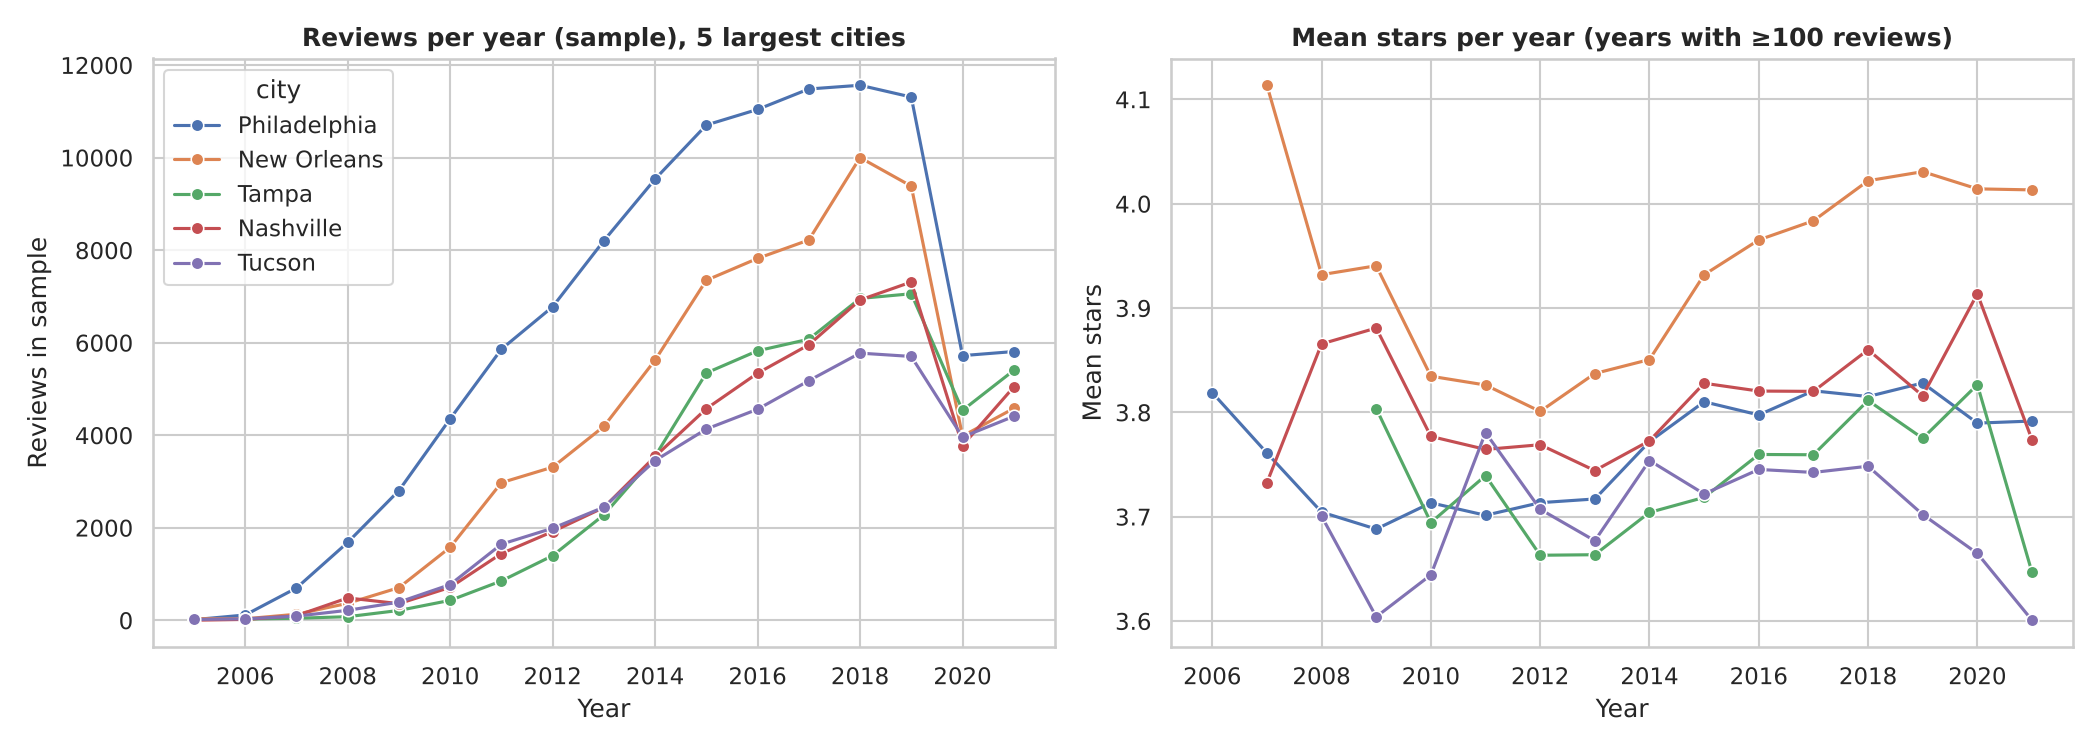 Reviews per year (sample), 5 largest cities
12000
10000
8000
6000
4000
2000
0
Reviews in sample
city
Philadelphia
New Orleans
Tampa
Nashville
Tucson
2006 2008 2010 2012 2014 2016 2018 2020
Year
Mean stars per year (years with ≥100 reviews)
4.1
4.0
3.9
3.8
3.7
3.6
Mean stars
2006 2008 2010 2012 2014 2016 2018 2020
Year